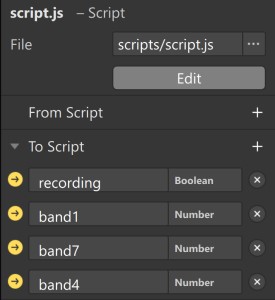 script.js – Script
File scripts/script.js ...
Edit
From Script +
To Script +
recording Boolean
band1 Number
band7 Number
band4 Number